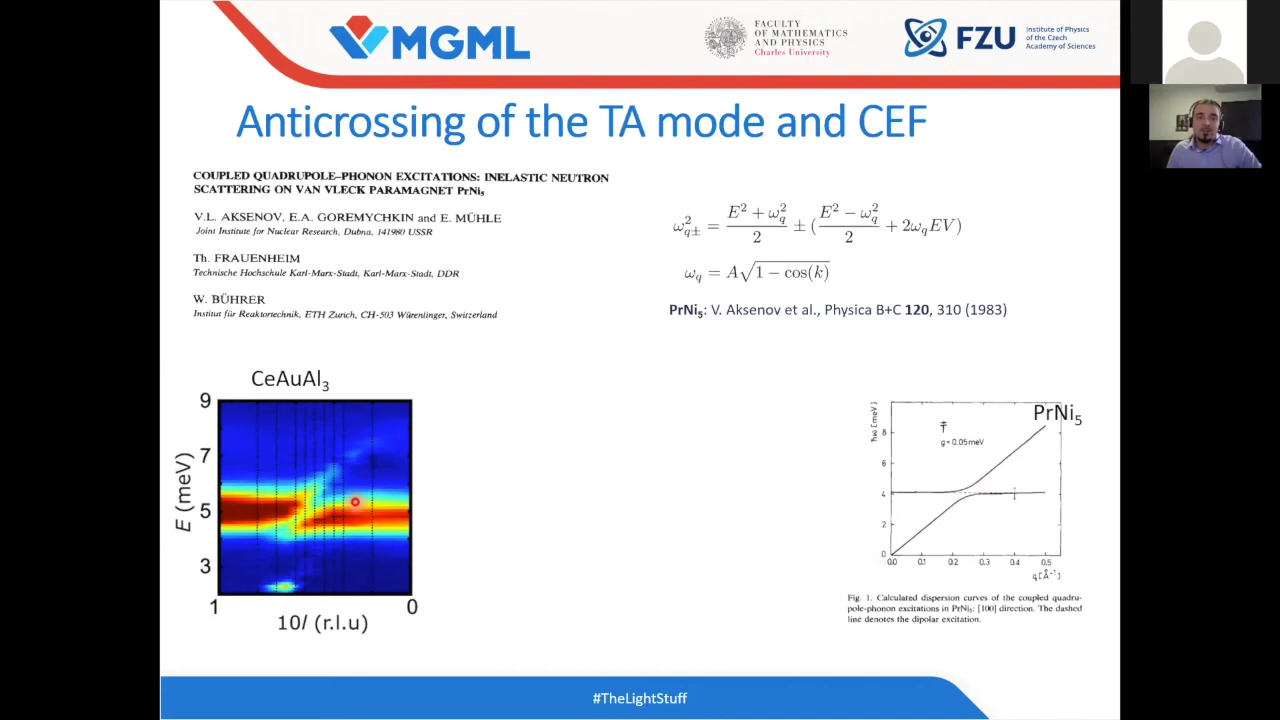 MGML
FACULTY
OF MATHEMATICS
AND PHYSICS
Charles University
FZU
Institute of Physics
of the Czech
Academy of Sciences
Anticrossing of the TA mode and CEF
COUPLED QUADRUPOLE–PHONON EXCITATIONS: INELASTIC NEUTRON
SCATTERING ON VAN VLECK PARAMAGNET PrNi₅
V.L. AKSENOV, E.A. GOREMYCHKIN and E. MÜHLE
Joint Institute for Nuclear Research, Dubna, 141980 USSR
Th. FRAUENHEIM
Technische Hochschule Karl-Marx-Stadt, Karl-Marx-Stadt, DDR
W. BÜHRER
Institut für Reaktortechnik, ETH Zurich, CH-503 Würenlinger, Switzerland
ω²q± = E² + ω²q / 2 ± ( E² − ω²q / 2 + 2ωqEV)
ωq = A√1 − cos(k)
PrNi₅: V. Aksenov et al., Physica B+C 120, 310 (1983)
CeAuAl₃
9
7
5
3
E (meV)
1 0
10l (r.l.u)
PrNi₅
ħω [meV]
g = 0.05 meV
8
6
4
2
0
0.0 0.1 0.2 0.3 0.4 0.5
q [Å⁻¹]
Fig. 1. Calculated dispersion curves of the coupled quadru-
pole-phonon excitations in PrNi₅: [100] direction. The dashed
line denotes the dipolar excitation.
#TheLightStuff